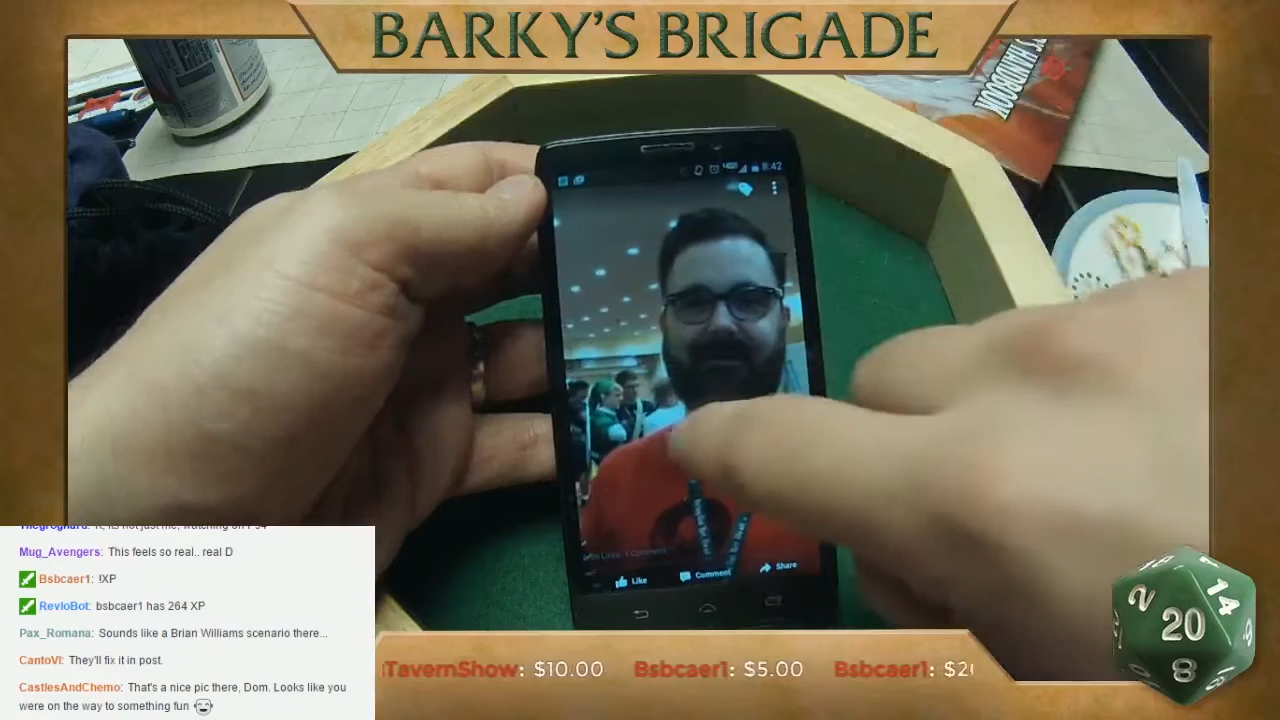 BARKY'S BRIGADE
HANDBOOK
8:42
Like
Comment
Share
Mug_Avengers: This feels so real.. real D
Bsbcaer1: !XP
RevloBot: bsbcaer1 has 264 XP
Pax_Romana: Sounds like a Brian Williams scenario there...
CantoVI: They'll fix it in post.
CastlesAndChemo: That's a nice pic there, Dom. Looks like you
were on the way to something fun
TavernShow: $10.00 Bsbcaer1: $5.00 Bsbcaer1:
20
2
14
8